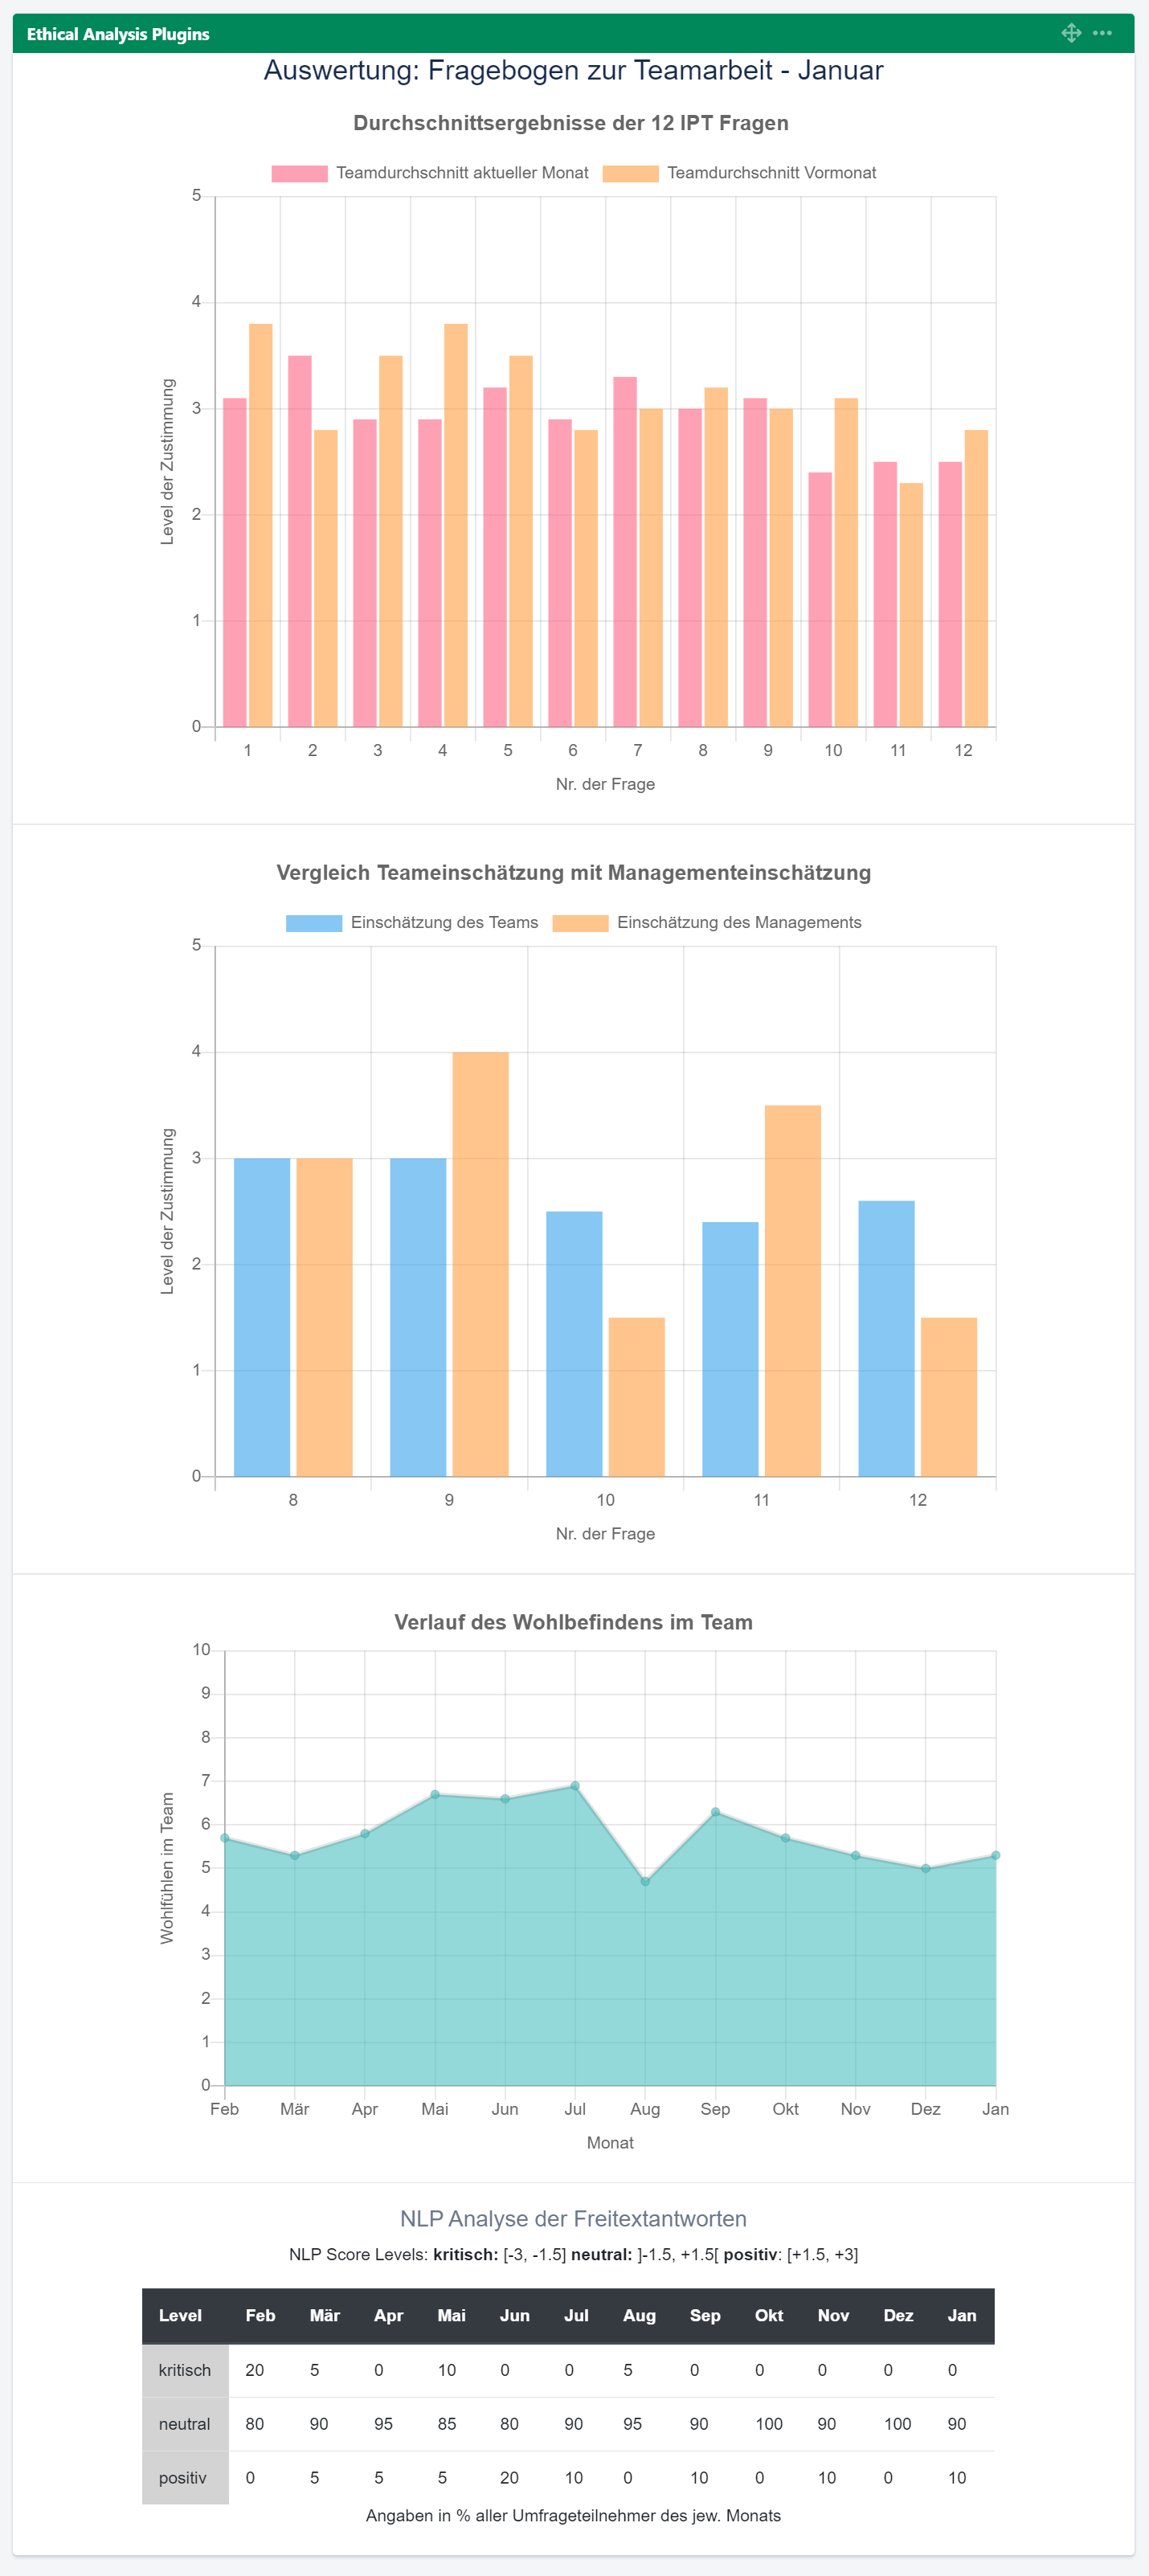 Ethical Analysis Plugins
Auswertung: Fragebogen zur Teamarbeit - Januar
Durchschnittsergebnisse der 12 IPT Fragen
Teamdurchschnitt aktueller Monat Teamdurchschnitt Vormonat
5
4
3
2
1
0
Level der Zustimmung
1 2 3 4 5 6 7 8 9 10 11 12
Nr. der Frage
Vergleich Teameinschätzung mit Managementeinschätzung
Einschätzung des Teams Einschätzung des Managements
5
4
3
2
1
0
Level der Zustimmung
8 9 10 11 12
Nr. der Frage
Verlauf des Wohlbefindens im Team
10
9
8
7
6
5
4
3
2
1
0
Wohlfühlen im Team
Feb Mär Apr Mai Jun Jul Aug Sep Okt Nov Dez Jan
Monat
NLP Analyse der Freitextantworten
NLP Score Levels: kritisch: [-3, -1.5] neutral: ]-1.5, +1.5[ positiv: [+1.5, +3]
Level Feb Mär Apr Mai Jun Jul Aug Sep Okt Nov Dez Jan
kritisch 20 5 0 10 0 0 5 0 0 0 0 0
neutral 80 90 95 85 80 90 95 90 100 90 100 90
positiv 0 5 5 5 20 10 0 10 0 10 0 10
Angaben in % aller Umfrageteilnehmer des jew. Monats